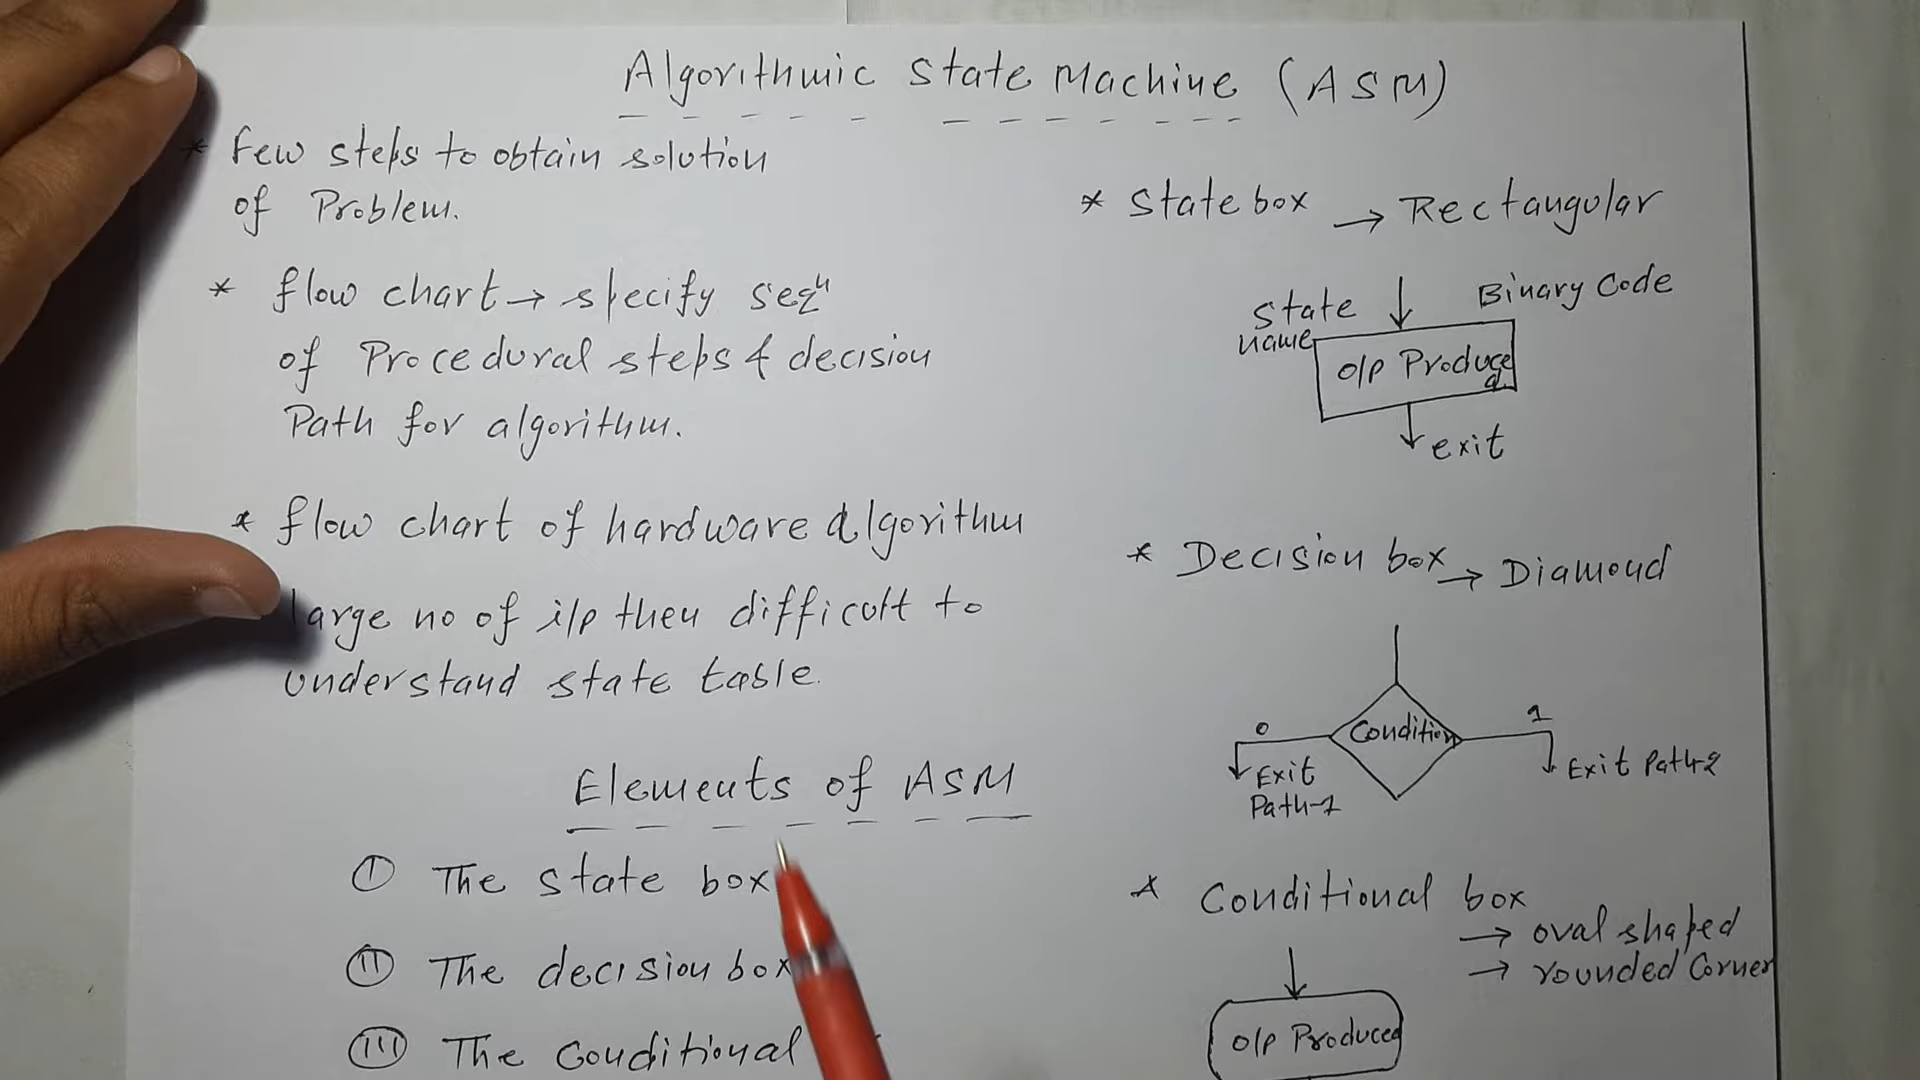 Algorithmic State Machine (ASM)
* Few steps to obtain solution
of Problem.
* flow chart → specify seqⁿ
of Procedural steps & decision
Path for algorithm.
* flow chart of hardware algorithm
large no of i/p then difficult to
understand state table.
Elements of ASM
I The state box
II The decision box
III The Conditional
* State box → Rectangular
State name
Binary Code
O/P Produced
exit
* Decision box → Diamond
Condition
0
1
Exit
Path-1
Exit Path-2
* Conditional box
→ oval shaped
→ rounded Corner
O/P Produced